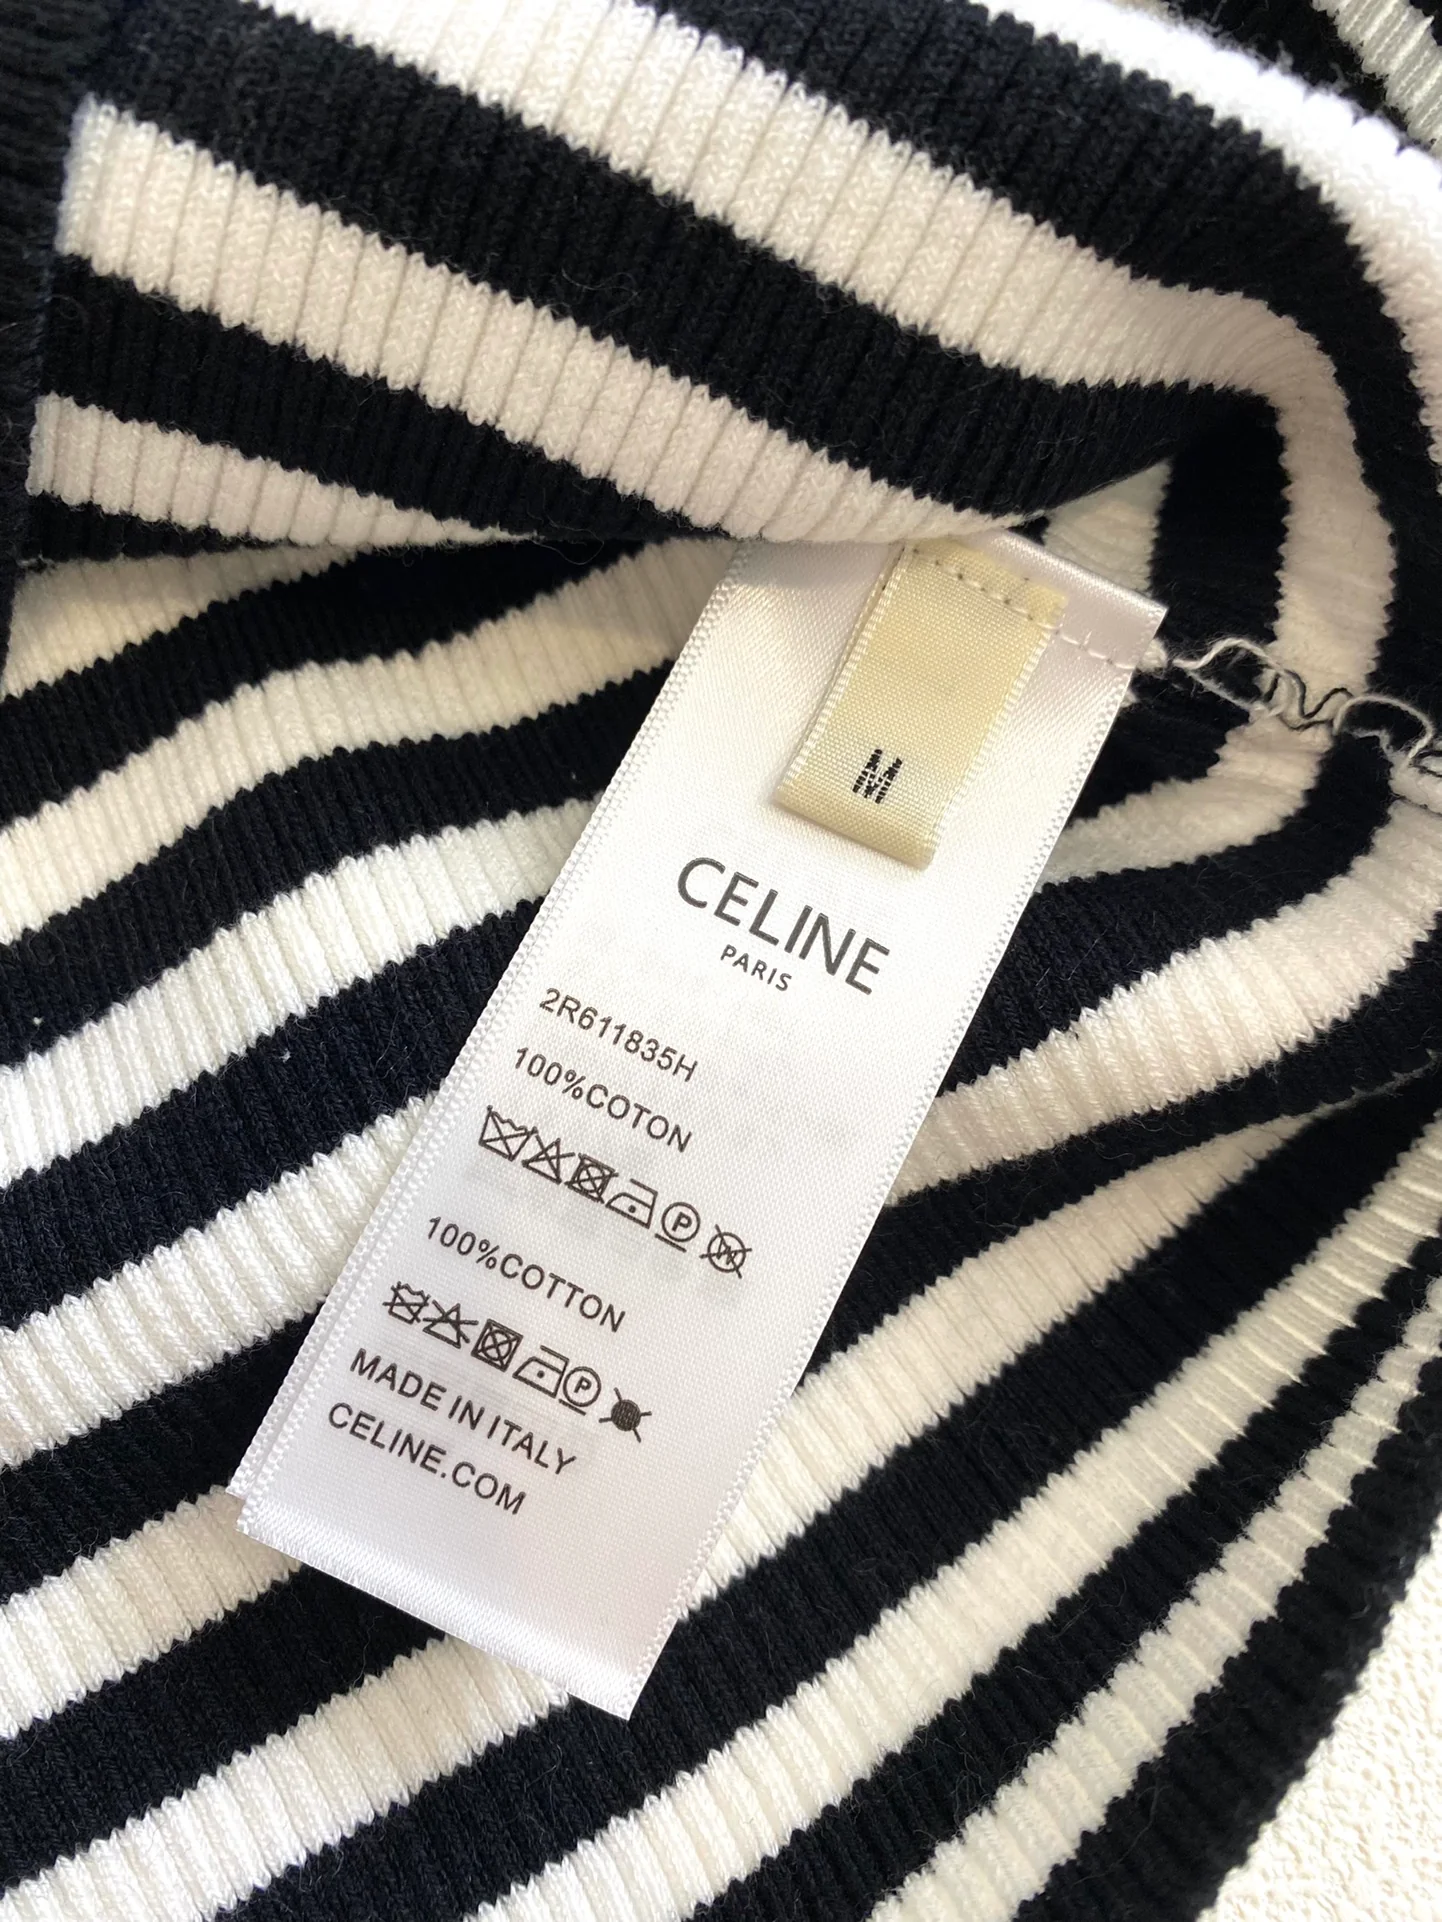 M
CELINE
PARIS
2R611835H
100%COTON
P
100%COTTON
P
MADE IN ITALY
CELINE.COM